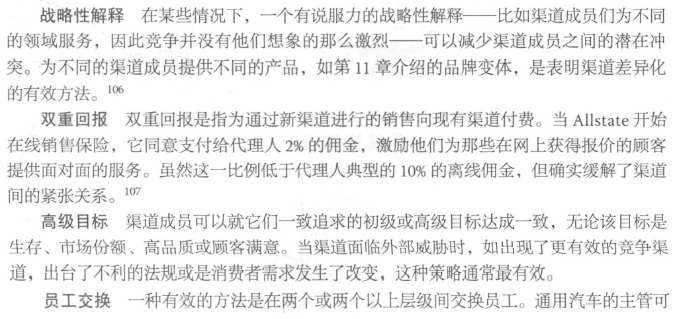 战略性解释 在某些情况下，一个有说服力的战略性解释——比如渠道成员们为不同
的领域服务，因此竞争并没有他们想象的那么激烈——可以减少渠道成员之间的潜在冲
突。为不同的渠道成员提供不同的产品，如第 11 章介绍的品牌变体，是表明渠道差异化
的有效方法。106
双重回报 双重回报是指为通过新渠道进行的销售向现有渠道付费。当 Allstate 开始
在线销售保险，它同意支付给代理人 2% 的佣金，激励他们为那些在网上获得报价的顾客
提供面对面的服务。虽然这一比例低于代理人典型的 10% 的离线佣金，但确实缓解了渠道
间的紧张关系。107
高级目标 渠道成员可以就它们一致追求的初级或高级目标达成一致，无论该目标是
生存、市场份额、高品质或顾客满意。当渠道面临外部威胁时，如出现了更有效的竞争渠
道，出台了不利的法规或是消费者需求发生了改变，这种策略通常最有效。
员工交换 一种有效的方法是在两个或两个以上层级间交换员工。通用汽车的主管可